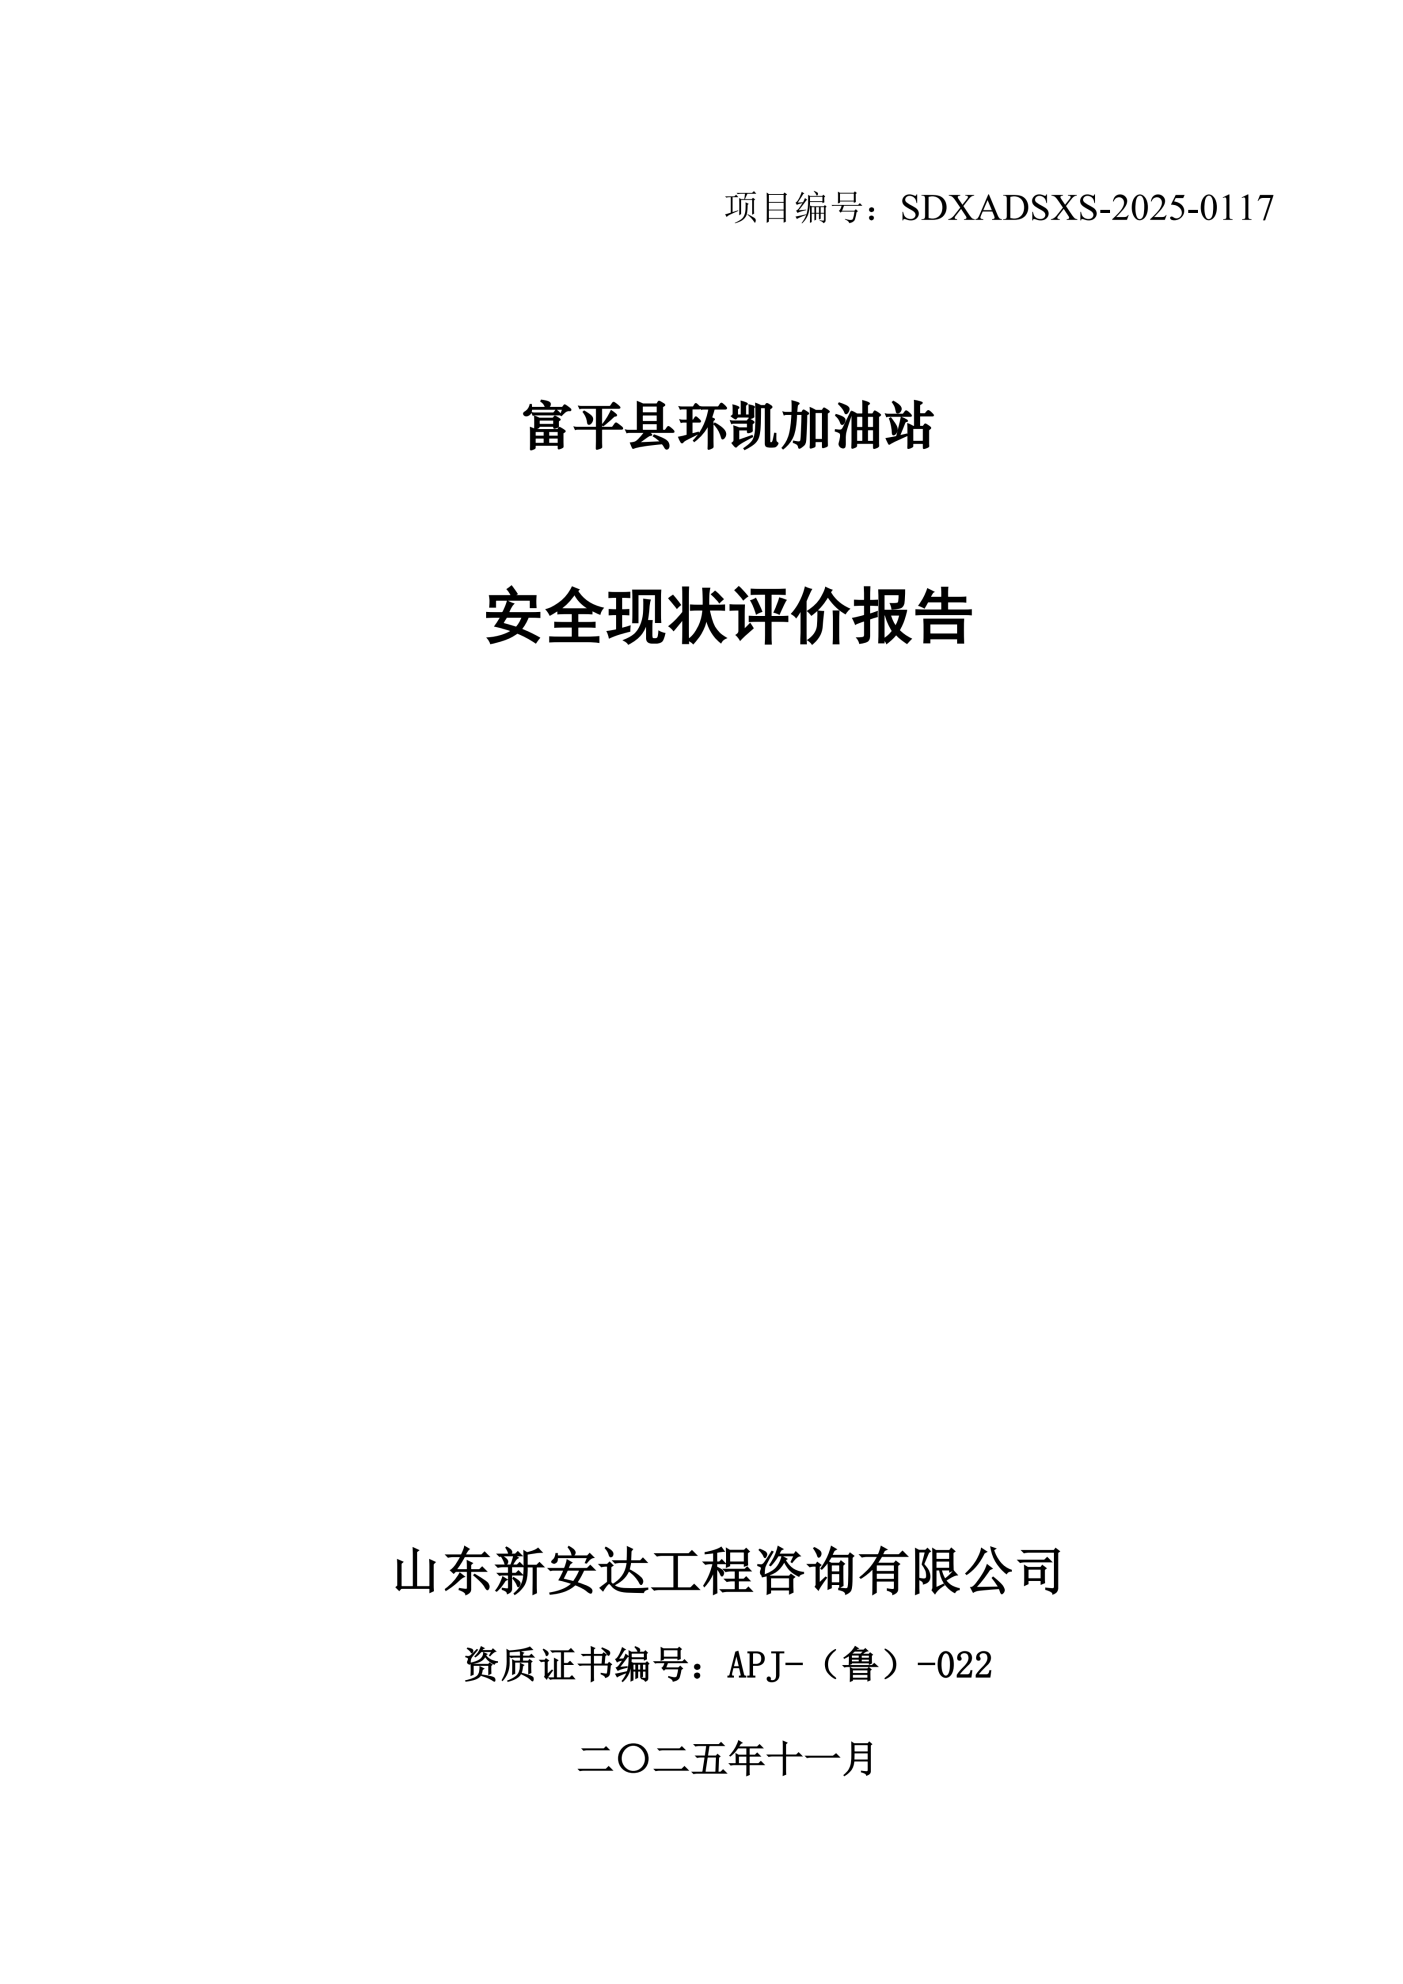 项目编号：SDXADSXS-2025-0117
富平县环凯加油站
安全现状评价报告
山东新安达工程咨询有限公司
资质证书编号：APJ-（鲁）-022
二〇二五年十一月